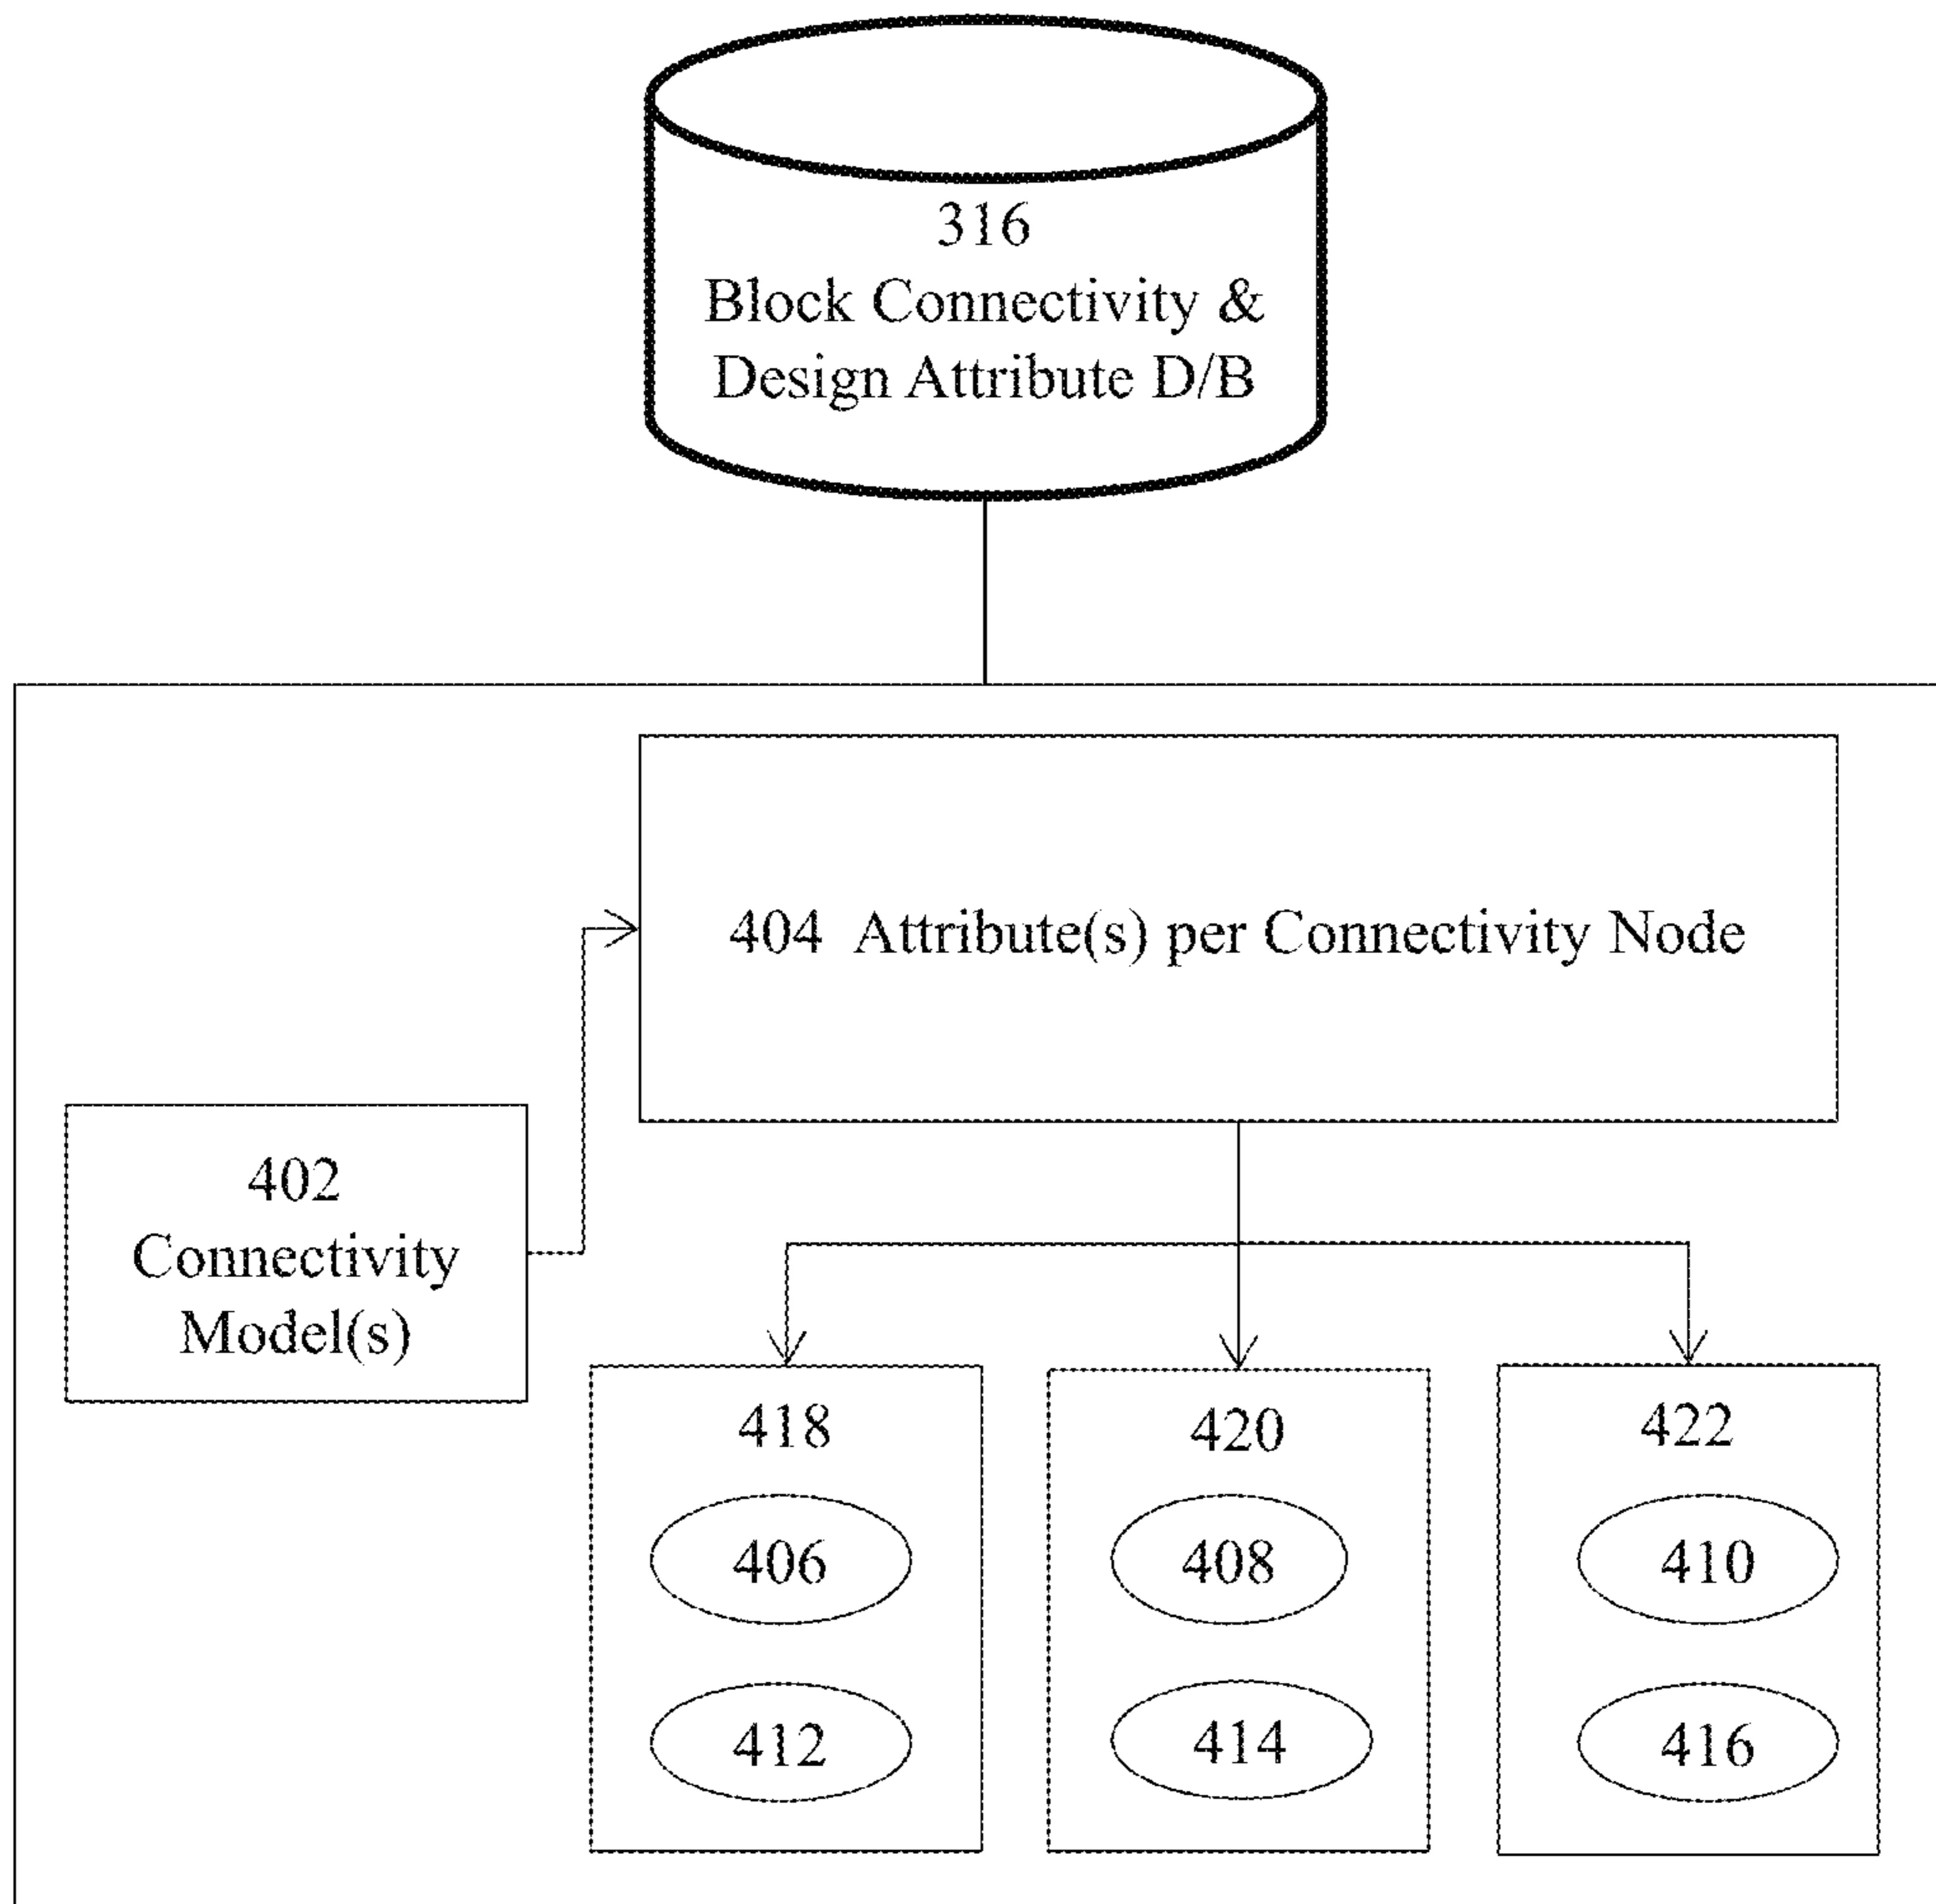 316
Block Connectivity &
Design Attribute D/B
404 Attribute(s) per Connectivity Node
402
Connectivity
Model(s)
418
420
422
406
408
410
412
414
416